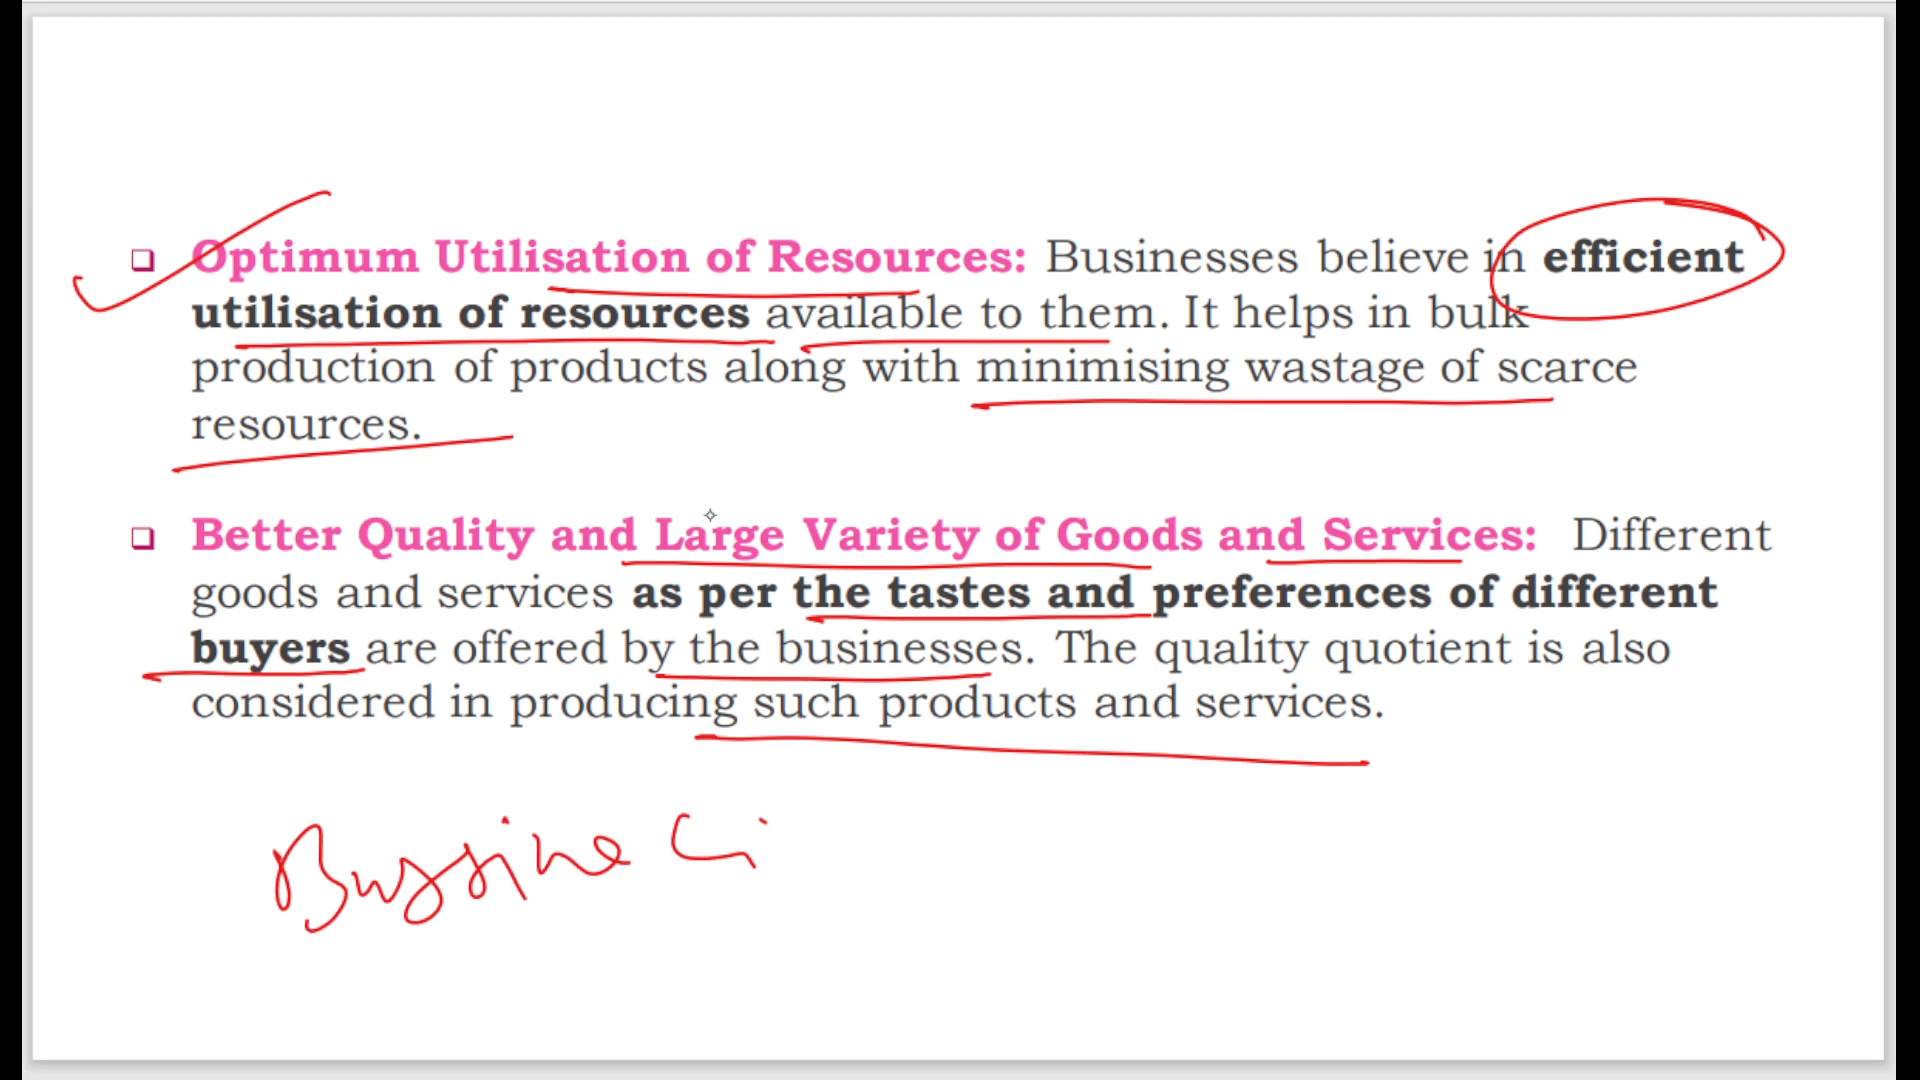 ❑ Optimum Utilisation of Resources: Businesses believe in efficient
utilisation of resources available to them. It helps in bulk
production of products along with minimising wastage of scarce
resources.
❑ Better Quality and Large Variety of Goods and Services: Different
goods and services as per the tastes and preferences of different
buyers are offered by the businesses. The quality quotient is also
considered in producing such products and services.